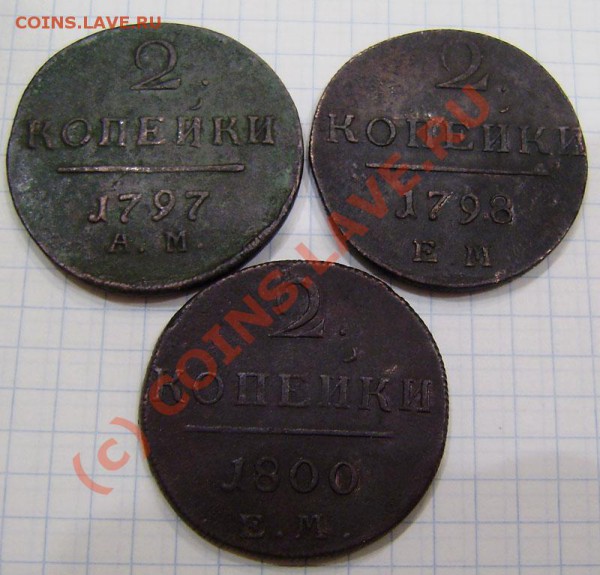 COINS.LAVE.RU
2
КОПЕЙКИ
1797
А.М.
2
КОПЕЙКИ
1798
Е М
2
КОПЕЙКИ
1800
Е.М.
(c) COINS.LAVE.RU